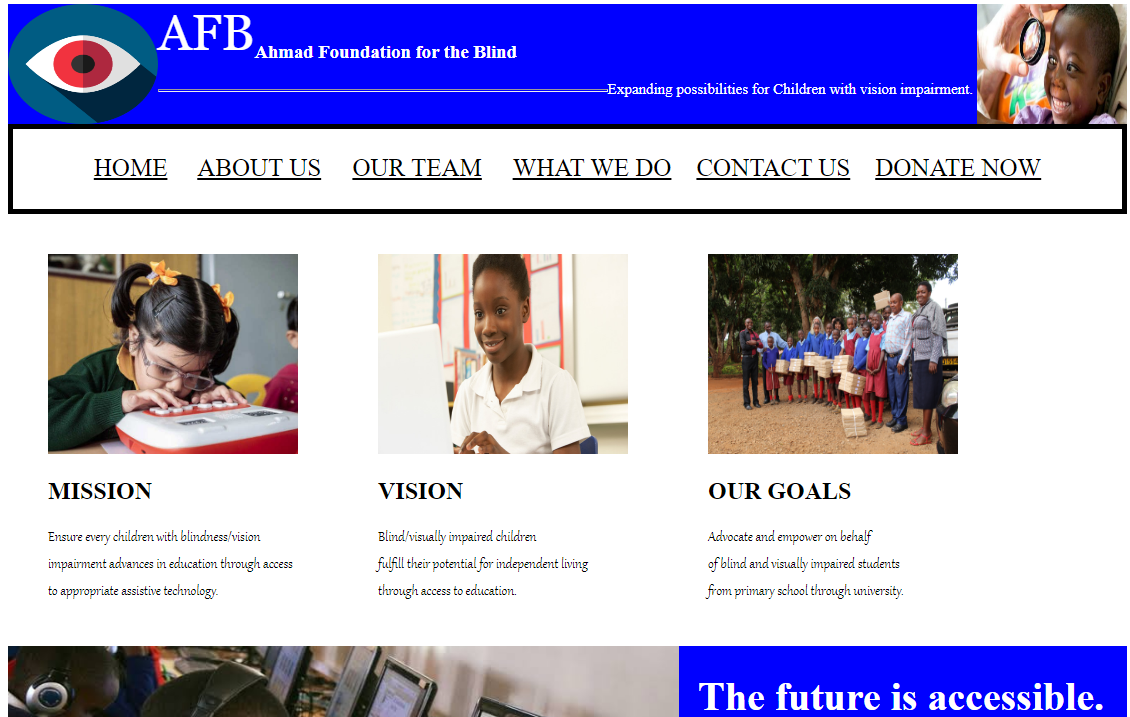 AFB Ahmad Foundation for the Blind
Expanding possibilities for Children with vision impairment.
HOME ABOUT US OUR TEAM WHAT WE DO CONTACT US DONATE NOW
MISSION
Ensure every children with blindness/vision
impairment advances in education through access
to appropriate assistive technology.
VISION
Blind/visually impaired children
fulfill their potential for independent living
through access to education.
OUR GOALS
Advocate and empower on behalf
of blind and visually impaired students
from primary school through university.
The future is accessible.